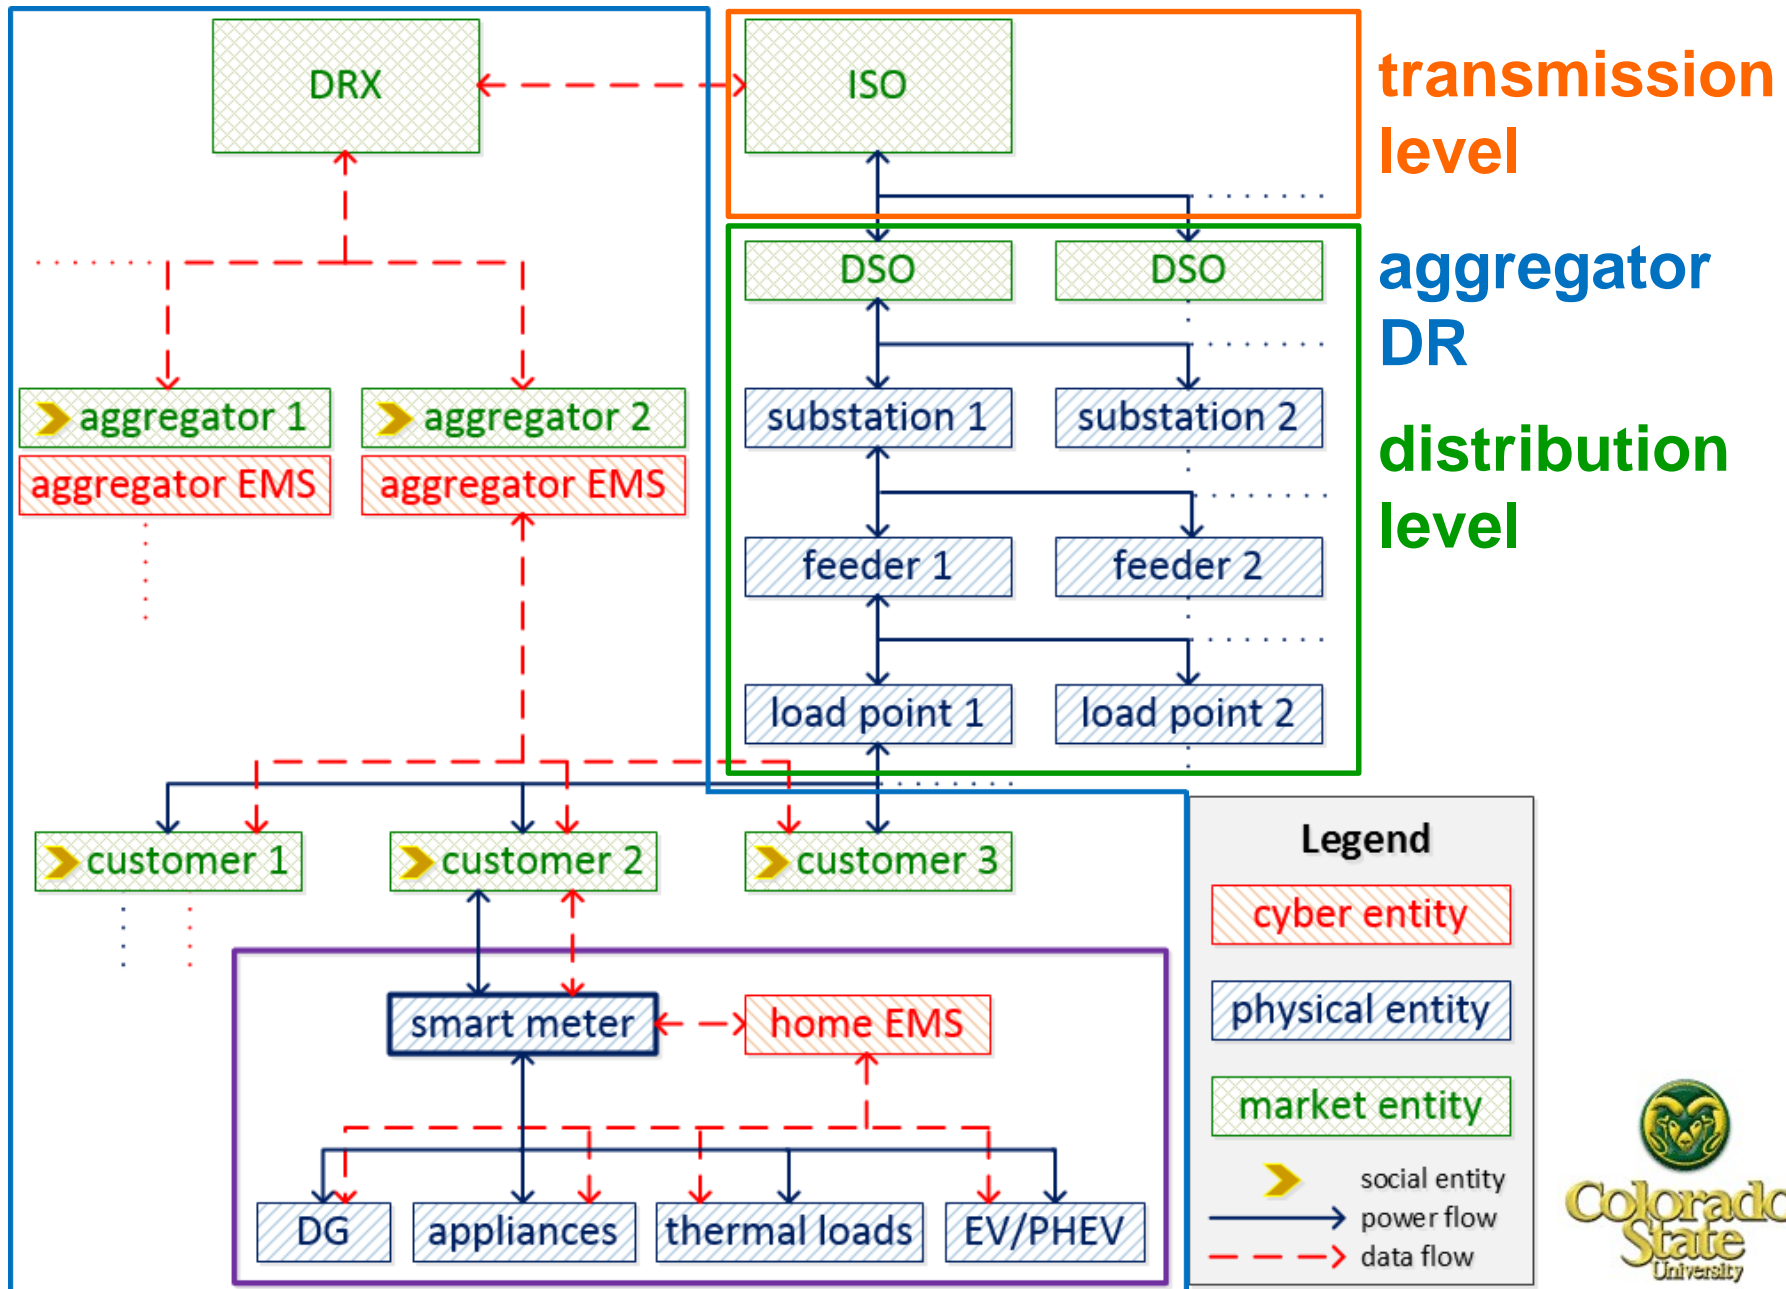 DRX
ISO
transmission
level
DSO
DSO
aggregator
DR
aggregator 1
aggregator 2
substation 1
substation 2
distribution
level
aggregator EMS
aggregator EMS
feeder 1
feeder 2
load point 1
load point 2
customer 1
customer 2
customer 3
Legend
cyber entity
physical entity
market entity
social entity
power flow
data flow
smart meter
home EMS
DG
appliances
thermal loads
EV/PHEV
Colorado
State
University